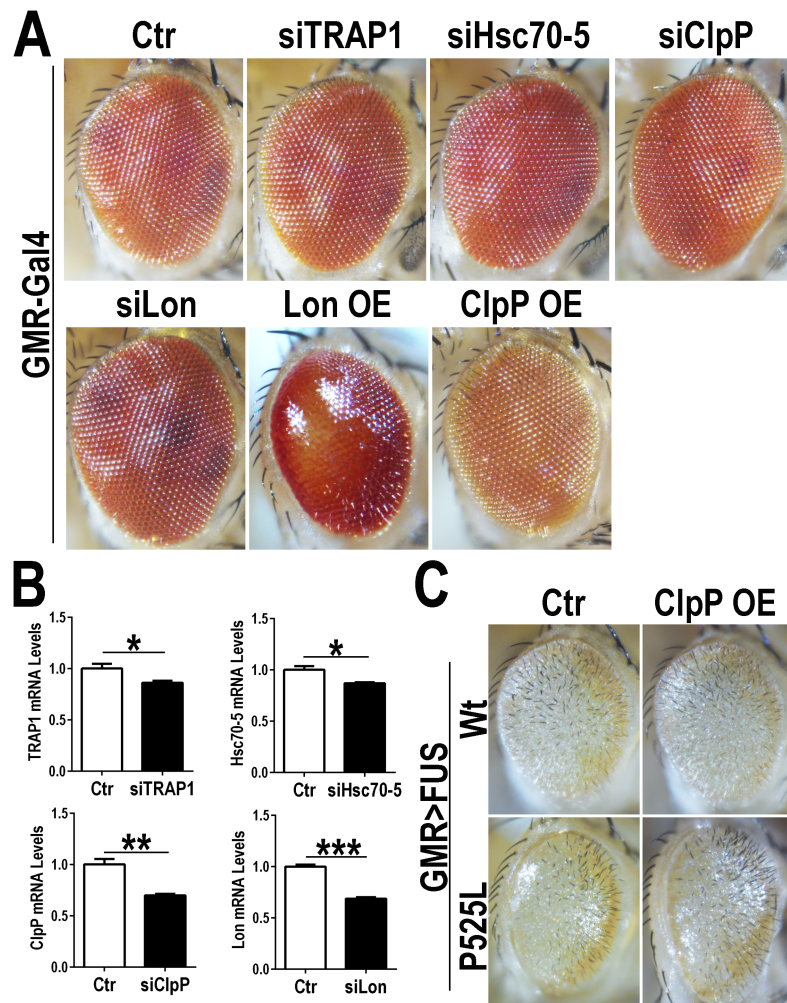 A
Ctr siTRAP1 siHsc70-5 siClpP
GMR-Gal4
siLon Lon OE ClpP OE
B
TRAP1 mRNA Levels
1.5
1.0
0.5
0.0
*
Ctr siTRAP1
Hsc70-5 mRNA Levels
1.5
1.0
0.5
0.0
*
Ctr siHsc70-5
ClpP mRNA Levels
1.5
1.0
0.5
0.0
**
Ctr siClpP
Lon mRNA Levels
1.5
1.0
0.5
0.0
***
Ctr siLon
C
Ctr ClpP OE
GMR>FUS
Wt
P525L